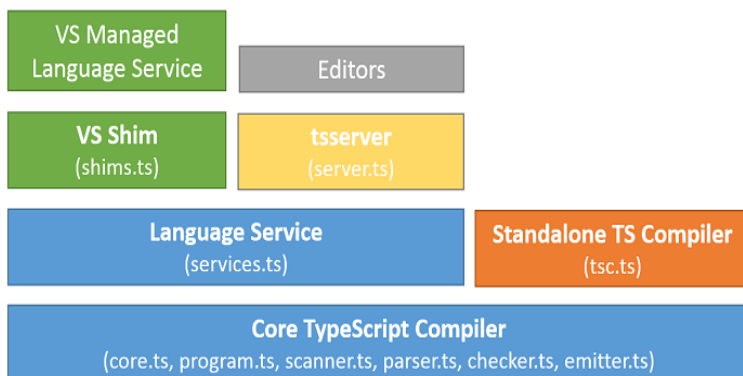 VS Managed
Language Service
Editors
VS Shim
(shims.ts)
tsserver
(server.ts)
Language Service
(services.ts)
Standalone TS Compiler
(tsc.ts)
Core TypeScript Compiler
(core.ts, program.ts, scanner.ts, parser.ts, checker.ts, emitter.ts)